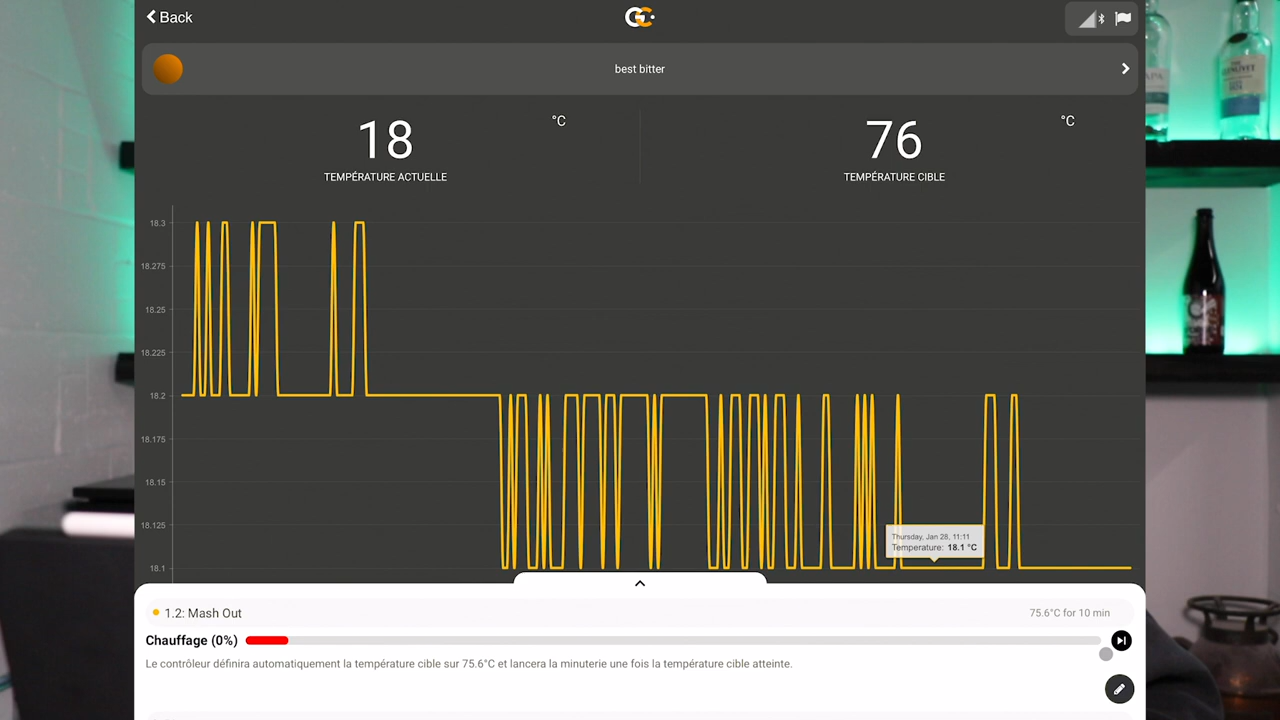 Back
GC
best bitter
18 °C
TEMPÉRATURE ACTUELLE
76 °C
TEMPÉRATURE CIBLE
18.3
18.275
18.25
18.225
18.2
18.175
18.15
18.125
18.1
Thursday, Jan 28, 11:11
Temperature: 18.1 °C
1.2: Mash Out
75.6°C for 10 min
Chauffage (0%)
Le contrôleur définira automatiquement la température cible sur 75.6°C et lancera la minuterie une fois la température cible atteinte.
THE
GLENLIVET